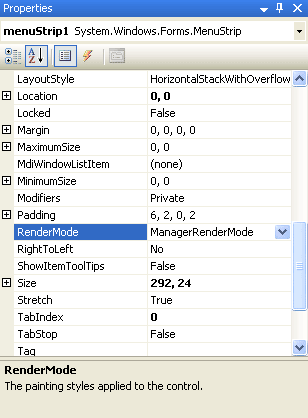 Properties
menuStrip1 System.Windows.Forms.MenuStrip
LayoutStyle HorizontalStackWithOverflow
Location 0, 0
Locked False
Margin 0, 0, 0, 0
MaximumSize 0, 0
MdiWindowListItem (none)
MinimumSize 0, 0
Modifiers Private
Padding 6, 2, 0, 2
RenderMode ManagerRenderMode
RightToLeft No
ShowItemToolTips False
Size 292, 24
Stretch True
TabIndex 0
TabStop False
Tag
RenderMode
The painting styles applied to the control.